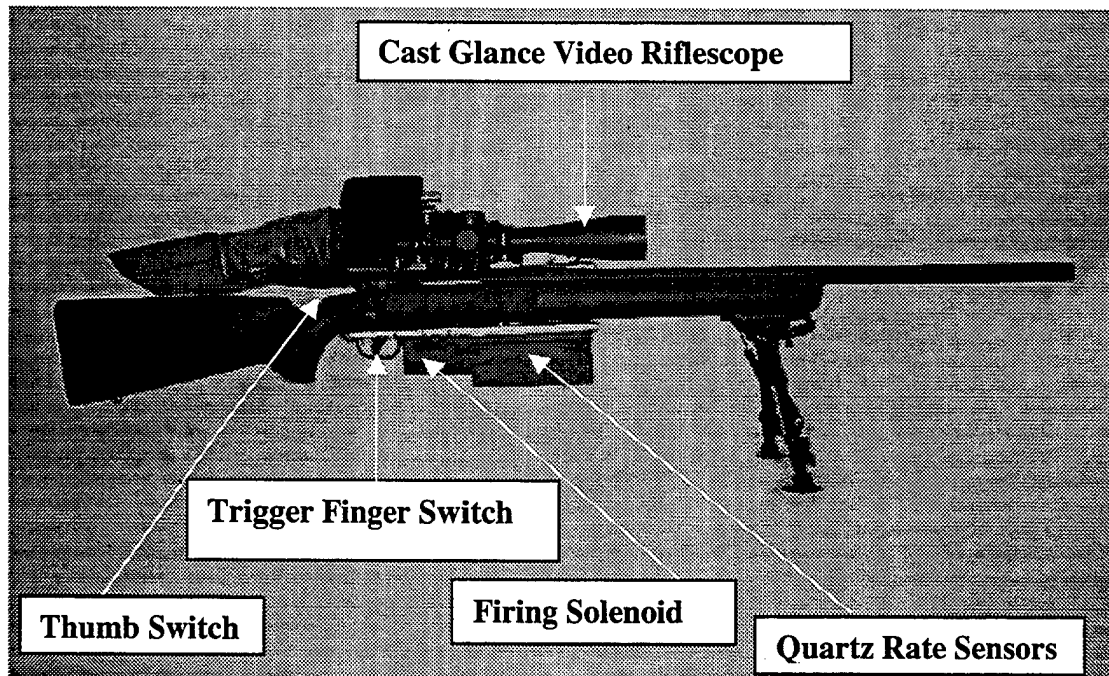 Cast Glance Video Riflescope
Trigger Finger Switch
Firing Solenoid
Thumb Switch
Quartz Rate Sensors